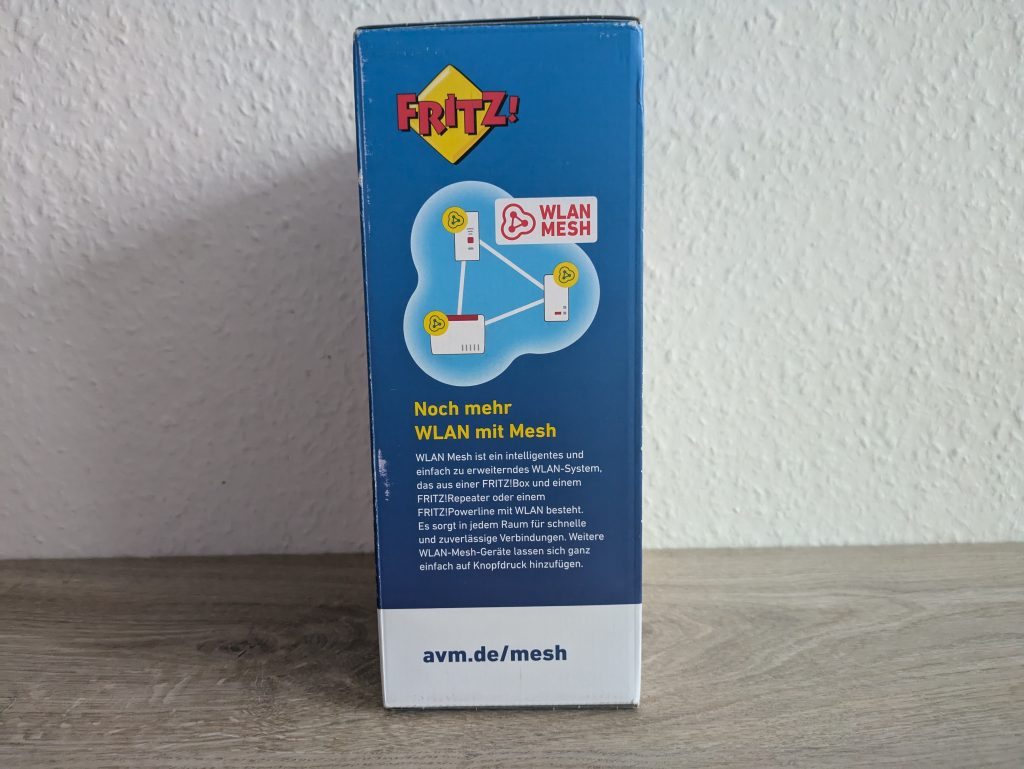 FRITZ!
WLAN
MESH
Noch mehr
WLAN mit Mesh
WLAN Mesh ist ein intelligentes und
einfach zu erweiterndes WLAN-System,
das aus einer FRITZ!Box und einem
FRITZ!Repeater oder einem
FRITZ!Powerline mit WLAN besteht.
Es sorgt in jedem Raum für schnelle
und zuverlässige Verbindungen. Weitere
WLAN-Mesh-Geräte lassen sich ganz
einfach auf Knopfdruck hinzufügen.
avm.de/mesh